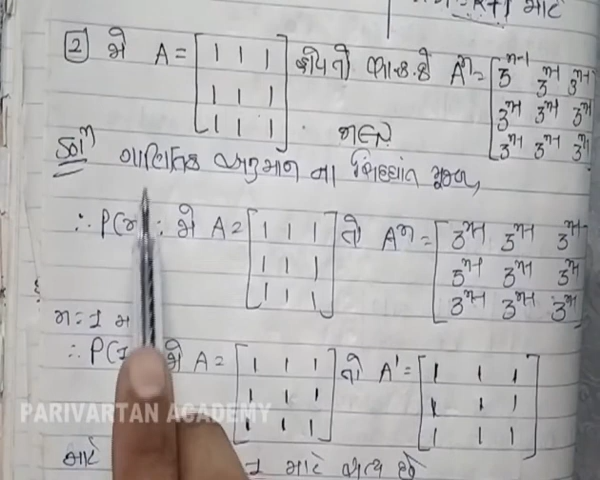 માટે
[2] જો A = [1 1 1 હોય તો સા.ક.કે Aⁿ = [3ⁿ⁻¹ 3ⁿ⁻¹ 3ⁿ⁻¹
1 1 1 3ⁿ⁻¹ 3ⁿ⁻¹ 3ⁿ⁻¹
1 1 1] n∈N 3ⁿ⁻¹ 3ⁿ⁻¹ 3ⁿ⁻¹
Solⁿ ગાણિતિક અનુમાન ના સિદ્ધાંત મુજબ,
∴ P(n) : જો A = [1 1 1 તો Aⁿ = [3ⁿ⁻¹ 3ⁿ⁻¹ 3ⁿ⁻¹
1 1 1 3ⁿ⁻¹ 3ⁿ⁻¹ 3ⁿ⁻¹
1 1 1 3ⁿ⁻¹ 3ⁿ⁻¹ 3ⁿ⁻¹
n = 1 મ
∴ P(1 જો A = [1 1 1 તો A¹ = [1 1 1
1 1 1 1 1 1
1 1 1] 1 1 1]
PARIVARTAN ACADEMY
માટે 1 માટે સત્ય છે